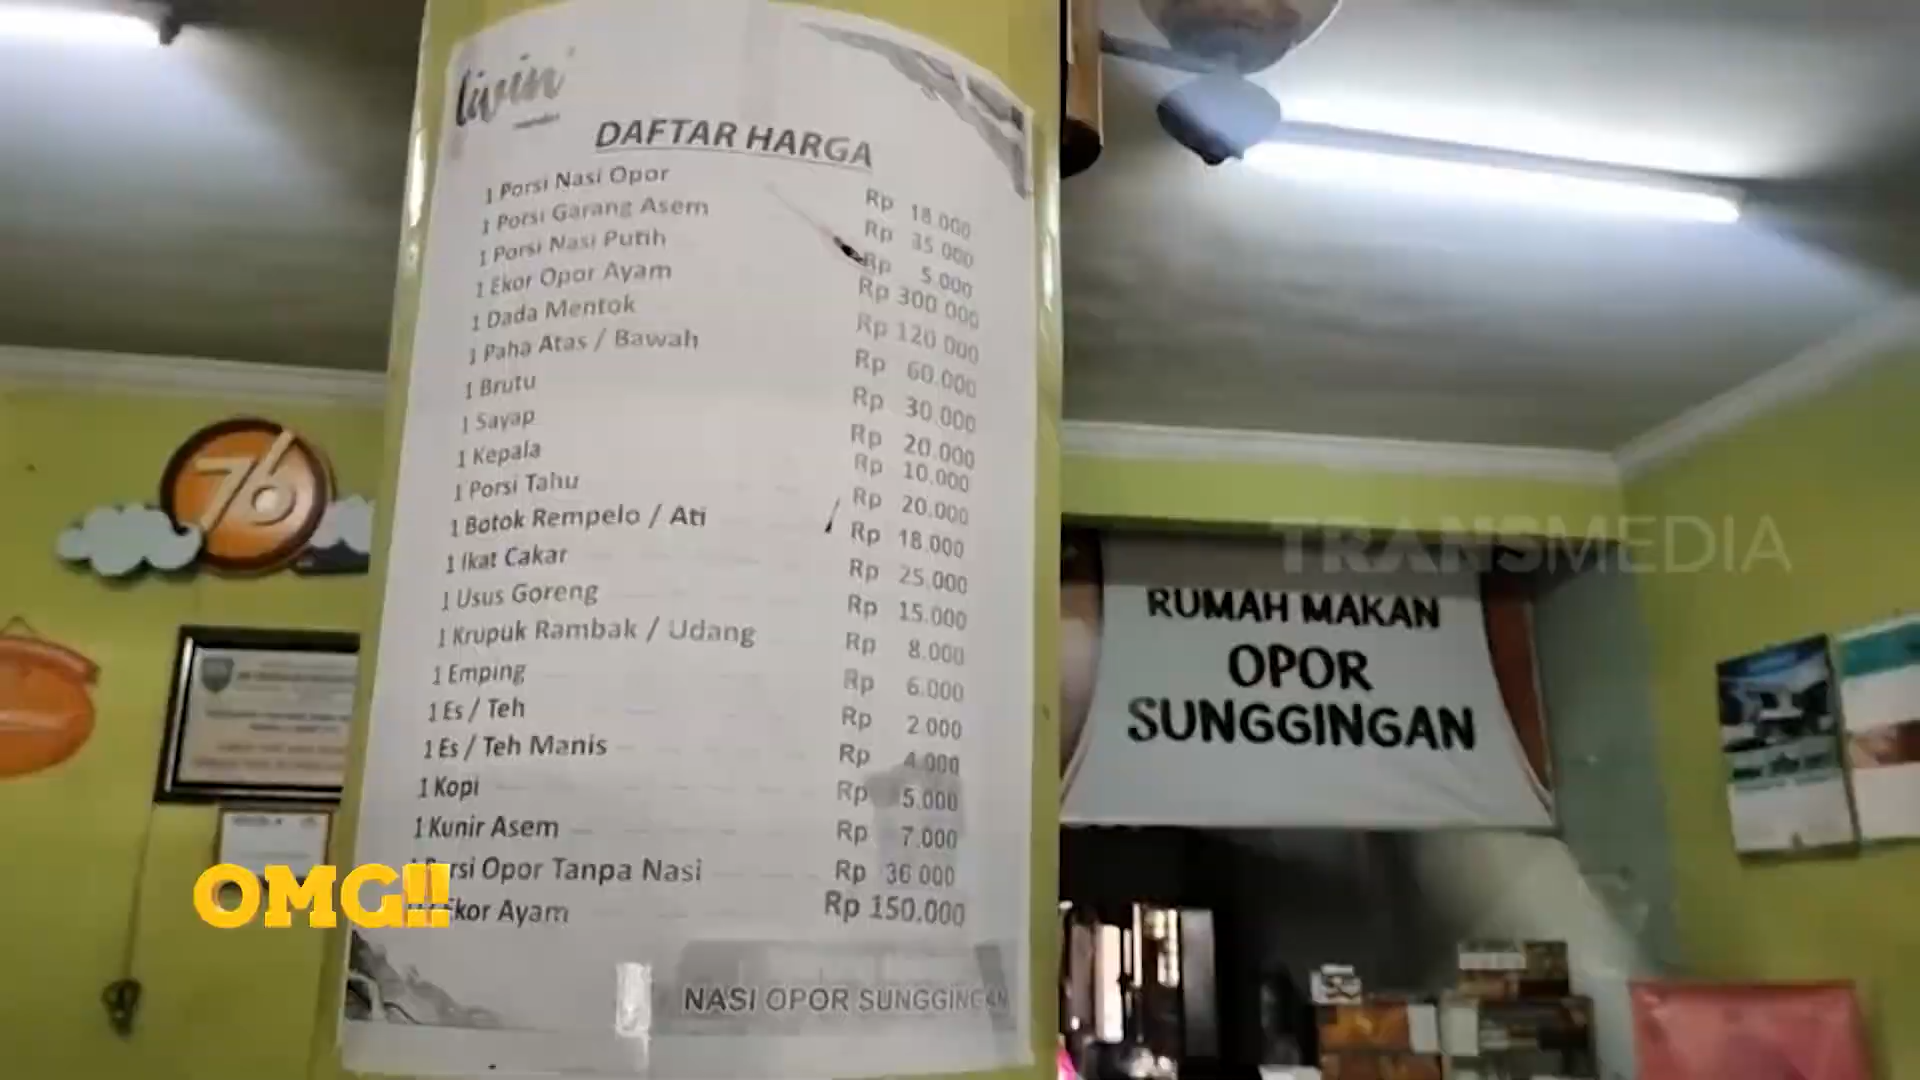 livin'
DAFTAR HARGA
1 Porsi Nasi Opor Rp 18.000
1 Porsi Garang Asem Rp 35 000
1 Porsi Nasi Putih Rp 5.000
1 Ekor Opor Ayam Rp 300 000
1 Dada Mentok Rp 120 000
1 Paha Atas / Bawah Rp 60.000
1 Brutu Rp 30.000
1 Sayap Rp 20.000
1 Kepala Rp 10.000
1 Porsi Tahu Rp 20.000
1 Botok Rempelo / Ati Rp 18.000
1 Ikat Cakar Rp 25.000
1 Usus Goreng Rp 15.000
1 Krupuk Rambak / Udang Rp 8.000
1 Emping Rp 6.000
1 Es / Teh Rp 2 000
1 Es / Teh Manis Rp 4 000
1 Kopi Rp 5.000
1 Kunir Asem Rp 7.000
Opor Tanpa Nasi Rp 36 000
Ekor Ayam Rp 150.000
NASI OPOR SUNGGINGAN
76
OMG!!
TRANSMEDIA
RUMAH MAKAN
OPOR
SUNGGINGAN